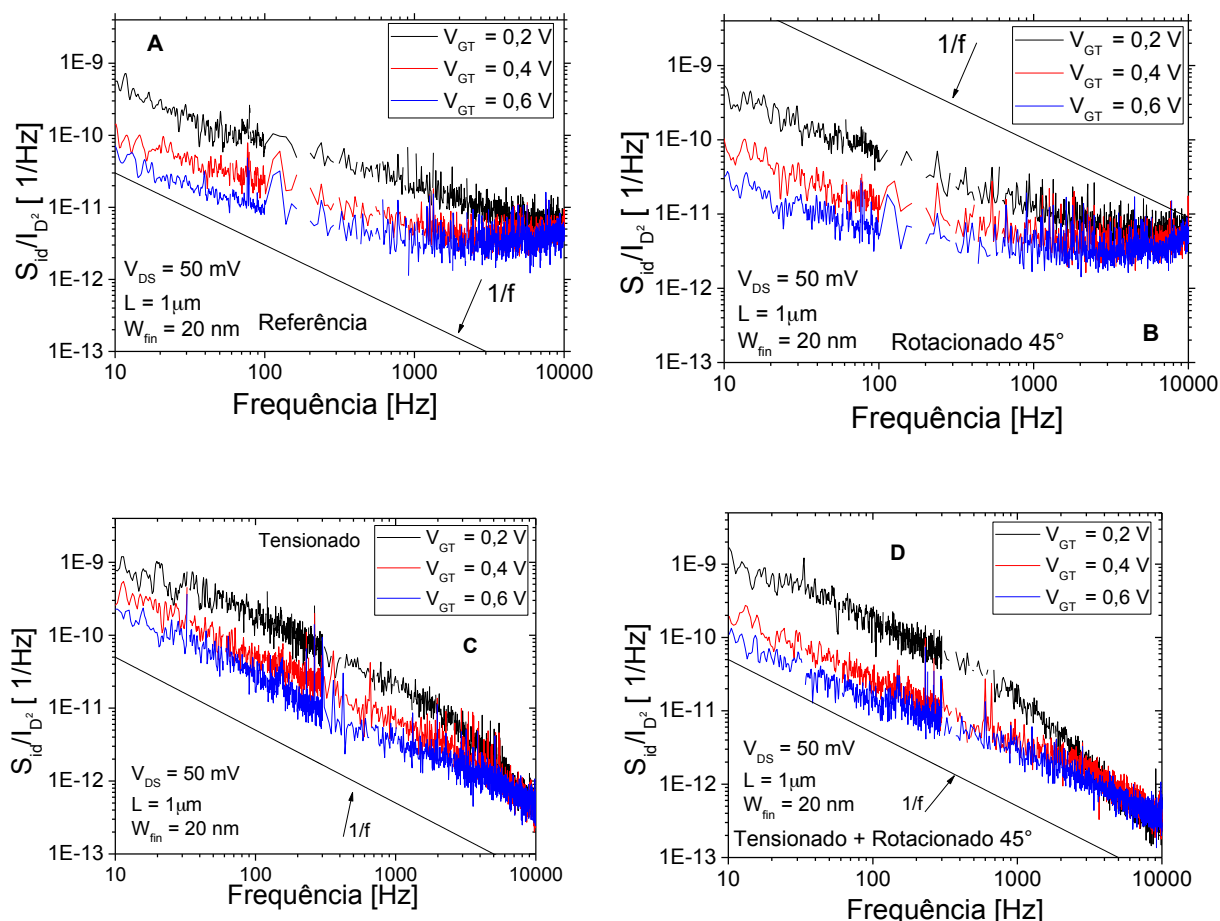 A
V_GT = 0,2 V
V_GT = 0,4 V
V_GT = 0,6 V
1E-9
1E-10
1E-11
1E-12
1E-13
S_id/I_D² [ 1/Hz]
V_DS = 50 mV
L = 1μm
W_fin = 20 nm
Referência
1/f
10
100
1000
10000
Frequência [Hz]
1/f
V_GT = 0,2 V
V_GT = 0,4 V
V_GT = 0,6 V
1E-9
1E-10
1E-11
1E-12
1E-13
S_id/I_D² [ 1/Hz]
V_DS = 50 mV
L = 1μm
W_fin = 20 nm
Rotacionado 45°
B
10
100
1000
10000
Frequência [Hz]
Tensionado
V_GT = 0,2 V
V_GT = 0,4 V
V_GT = 0,6 V
C
1E-9
1E-10
1E-11
1E-12
1E-13
S_id/I_D² [ 1/Hz]
V_DS = 50 mV
L = 1μm
W_fin = 20 nm
1/f
10
100
1000
10000
Frequência [Hz]
D
V_GT = 0,2 V
V_GT = 0,4 V
V_GT = 0,6 V
1E-9
1E-10
1E-11
1E-12
1E-13
S_id/I_D² [ 1/Hz]
V_DS = 50 mV
L = 1μm
W_fin = 20 nm
1/f
Tensionado + Rotacionado 45°
10
100
1000
10000
Frequência [Hz]